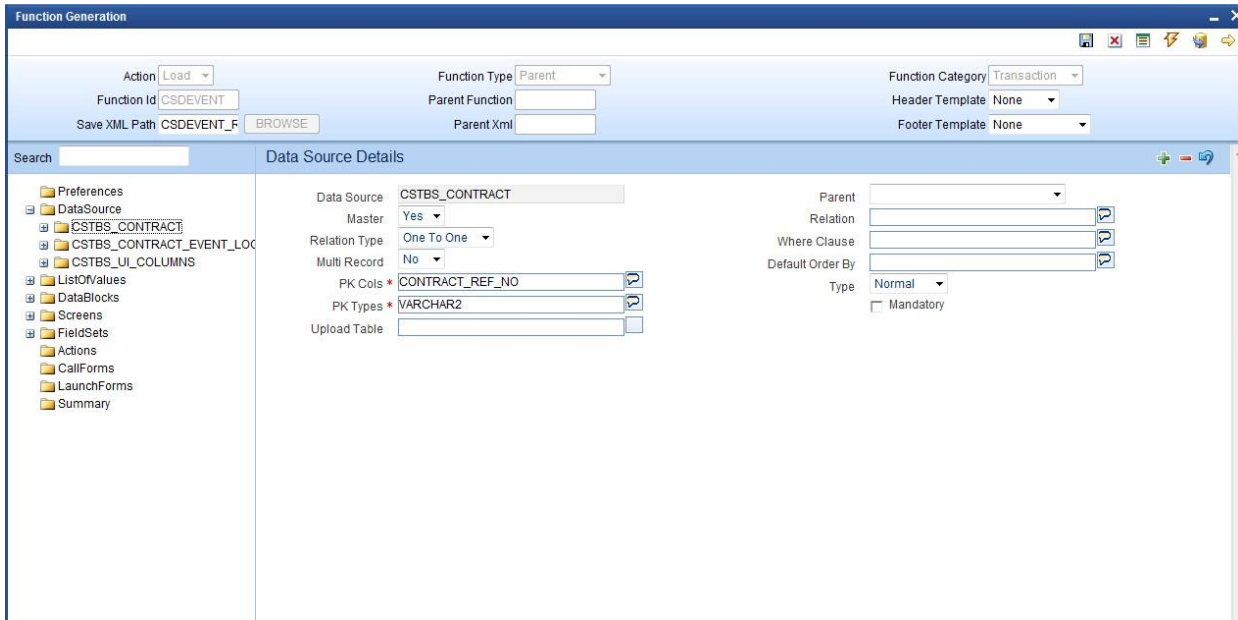 Function Generation
Action Load
Function Type Parent
Function Category Transaction
Function Id CSDEVENT
Parent Function
Header Template None
Save XML Path CSDEVENT_R BROWSE
Parent Xml
Footer Template None
Search
Data Source Details
Preferences
DataSource
CSTBS_CONTRACT
CSTBS_CONTRACT_EVENT_LOG
CSTBS_UI_COLUMNS
ListOfValues
DataBlocks
Screens
FieldSets
Actions
CallForms
LaunchForms
Summary
Data Source CSTBS_CONTRACT
Master Yes
Relation Type One To One
Multi Record No
PK Cols * CONTRACT_REF_NO
PK Types * VARCHAR2
Upload Table
Parent
Relation
Where Clause
Default Order By
Type Normal
Mandatory